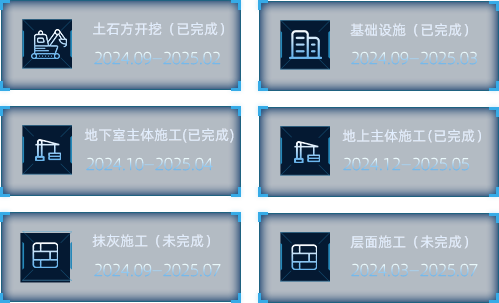 土石方开挖（已完成）
2024.09-2025.02
基础设施（已完成）
2024.09-2025.03
地下室主体施工(已完成)
2024.10-2025.04
地上主体施工(已完成）
2024.12-2025.05
抹灰施工（未完成）
2024.09-2025.07
层面施工（未完成）
2024.03-2025.07